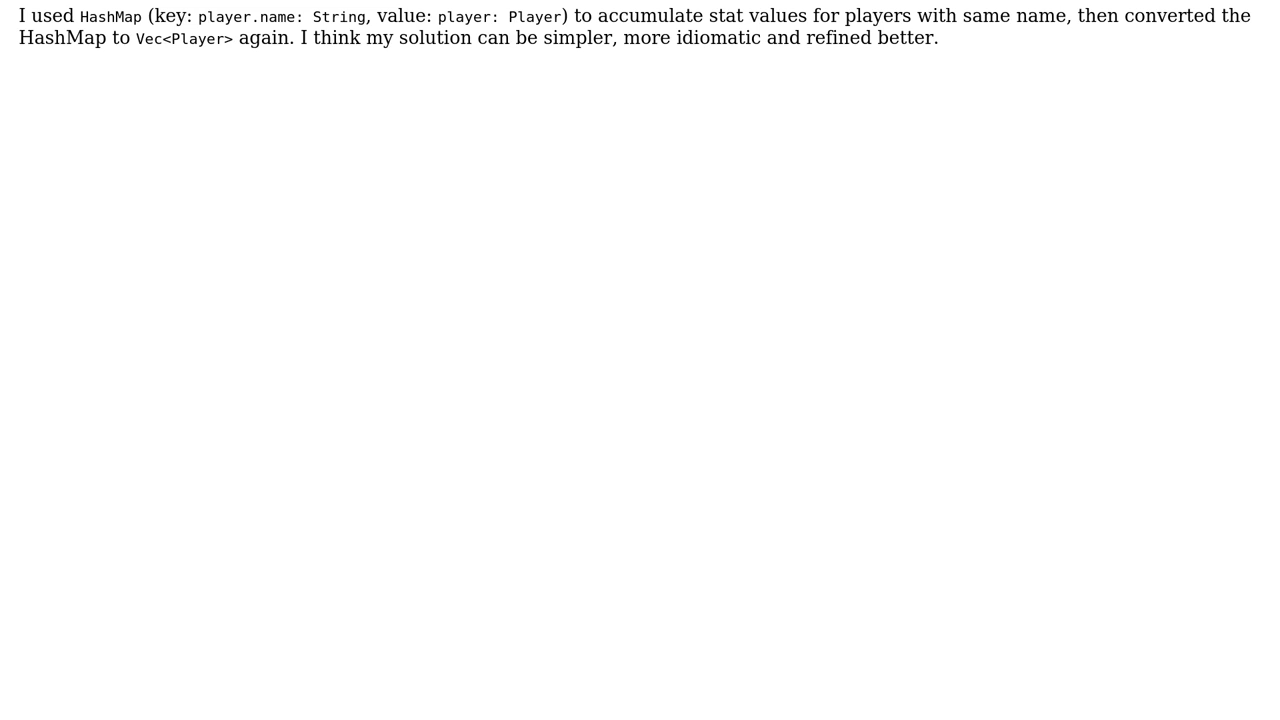 I used HashMap (key: player.name: String, value: player: Player) to accumulate stat values for players with same name, then converted the
HashMap to Vec<Player> again. I think my solution can be simpler, more idiomatic and refined better.